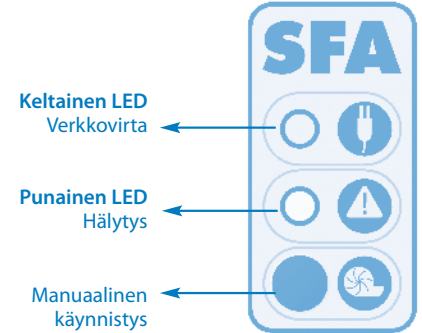 SFA
Keltainen LED
Verkkovirta
Punainen LED
Hälytys
Manuaalinen
käynnistys